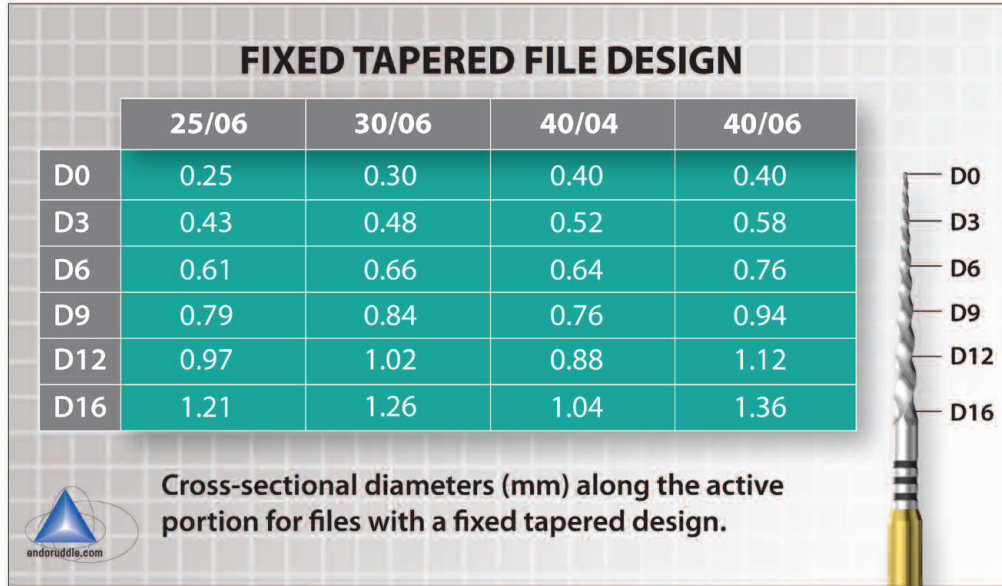 FIXED TAPERED FILE DESIGN
25/06 30/06 40/04 40/06
D0 0.25 0.30 0.40 0.40
D3 0.43 0.48 0.52 0.58
D6 0.61 0.66 0.64 0.76
D9 0.79 0.84 0.76 0.94
D12 0.97 1.02 0.88 1.12
D16 1.21 1.26 1.04 1.36
D0
D3
D6
D9
D12
D16
Cross-sectional diameters (mm) along the active
portion for files with a fixed tapered design.
endoruddle.com